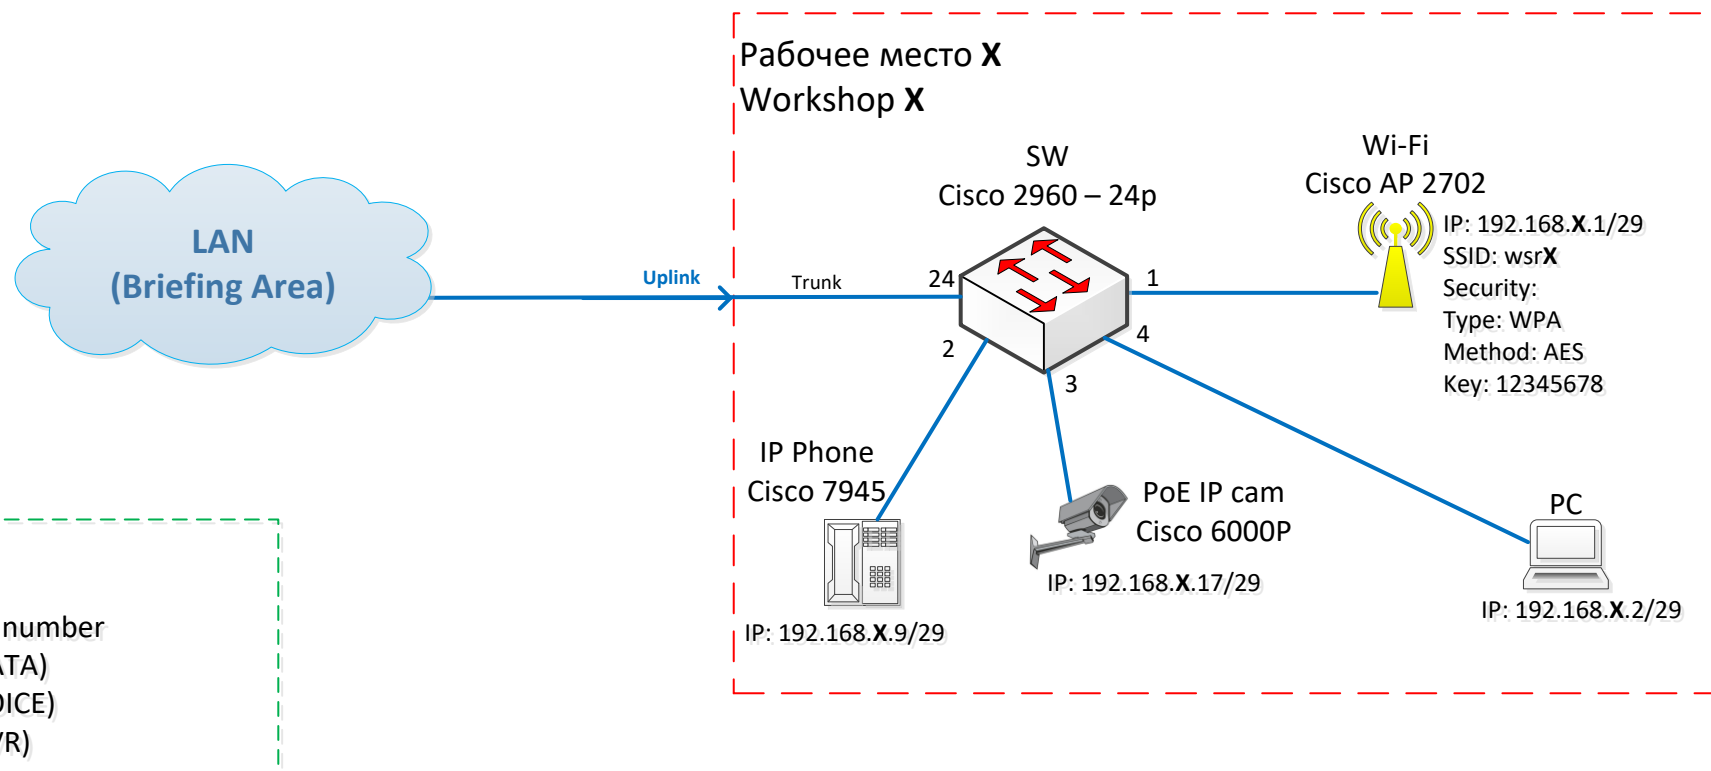 Рабочее место X
Workshop X
SW
Cisco 2960 – 24p
Wi-Fi
Cisco AP 2702
IP: 192.168.X.1/29
SSID: wsrX
Security:
Type: WPA
Method: AES
Key: 12345678
LAN
(Briefing Area)
Uplink
Trunk
24
1
2
3
4
IP Phone
Cisco 7945
IP: 192.168.X.9/29
PoE IP cam
Cisco 6000P
IP: 192.168.X.17/29
PC
IP: 192.168.X.2/29
number